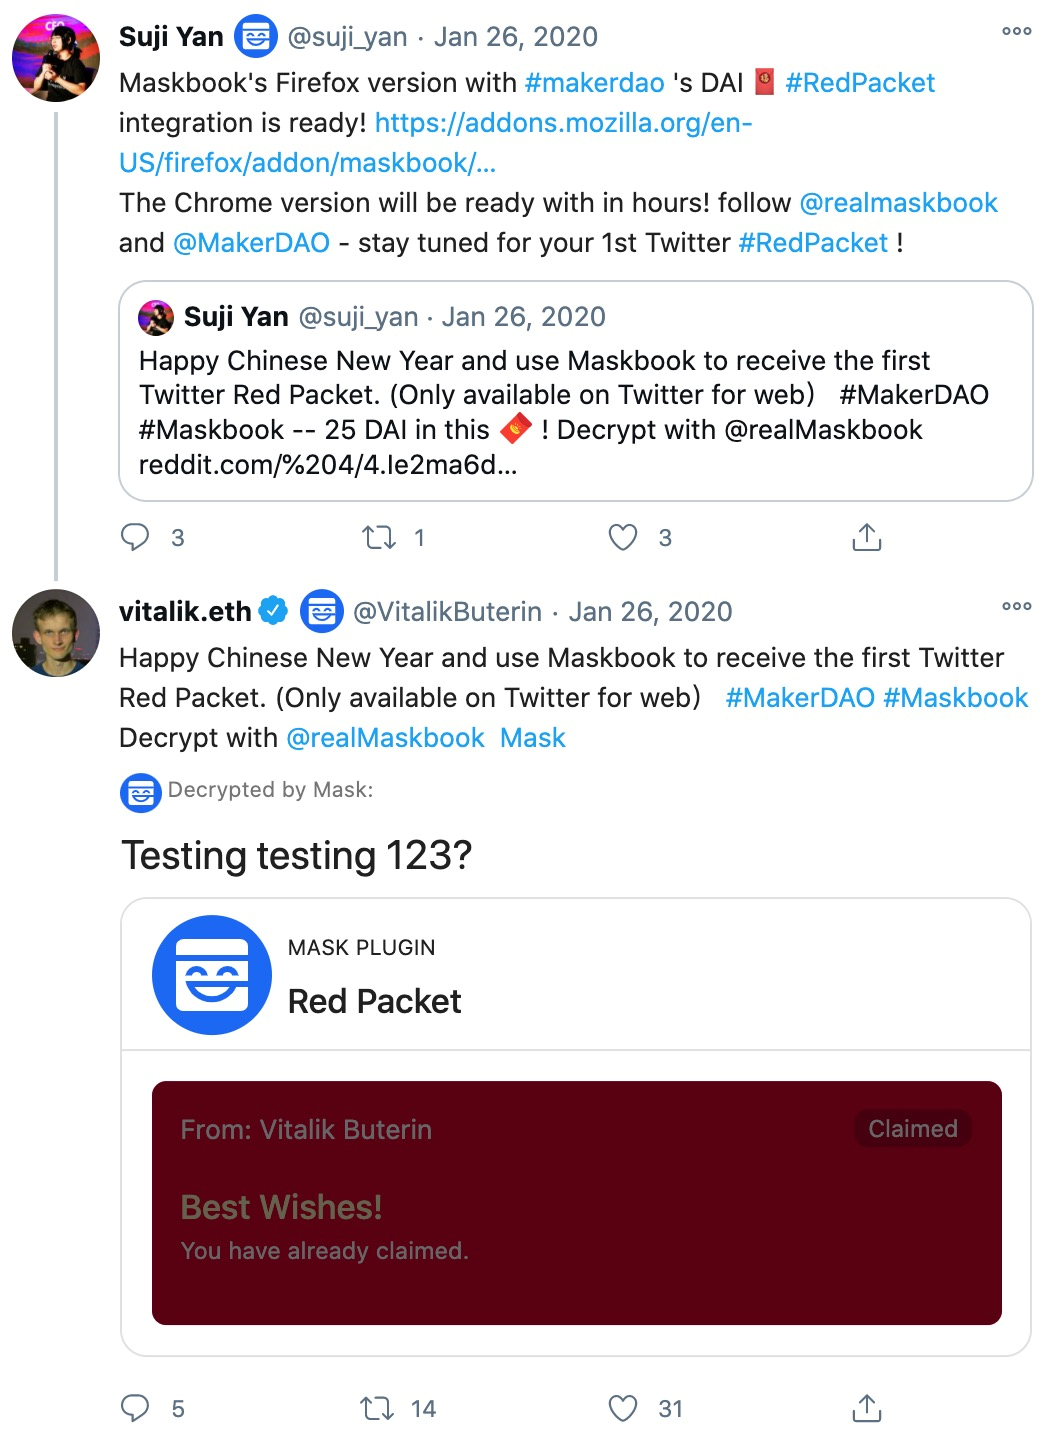 Suji Yan @suji_yan · Jan 26, 2020
Maskbook's Firefox version with #makerdao 's DAI 🧧 #RedPacket
integration is ready! https://addons.mozilla.org/en-
US/firefox/addon/maskbook/...
The Chrome version will be ready with in hours! follow @realmaskbook
and @MakerDAO - stay tuned for your 1st Twitter #RedPacket !
Suji Yan @suji_yan · Jan 26, 2020
Happy Chinese New Year and use Maskbook to receive the first
Twitter Red Packet. (Only available on Twitter for web) #MakerDAO
#Maskbook -- 25 DAI in this 🧧 ! Decrypt with @realMaskbook
reddit.com/%204/4.Ie2ma6d...
3 1 3
vitalik.eth @VitalikButerin · Jan 26, 2020
Happy Chinese New Year and use Maskbook to receive the first Twitter
Red Packet. (Only available on Twitter for web) #MakerDAO #Maskbook
Decrypt with @realMaskbook Mask
Decrypted by Mask:
Testing testing 123?
MASK PLUGIN
Red Packet
From: Vitalik Buterin Claimed
Best Wishes!
You have already claimed.
5 14 31